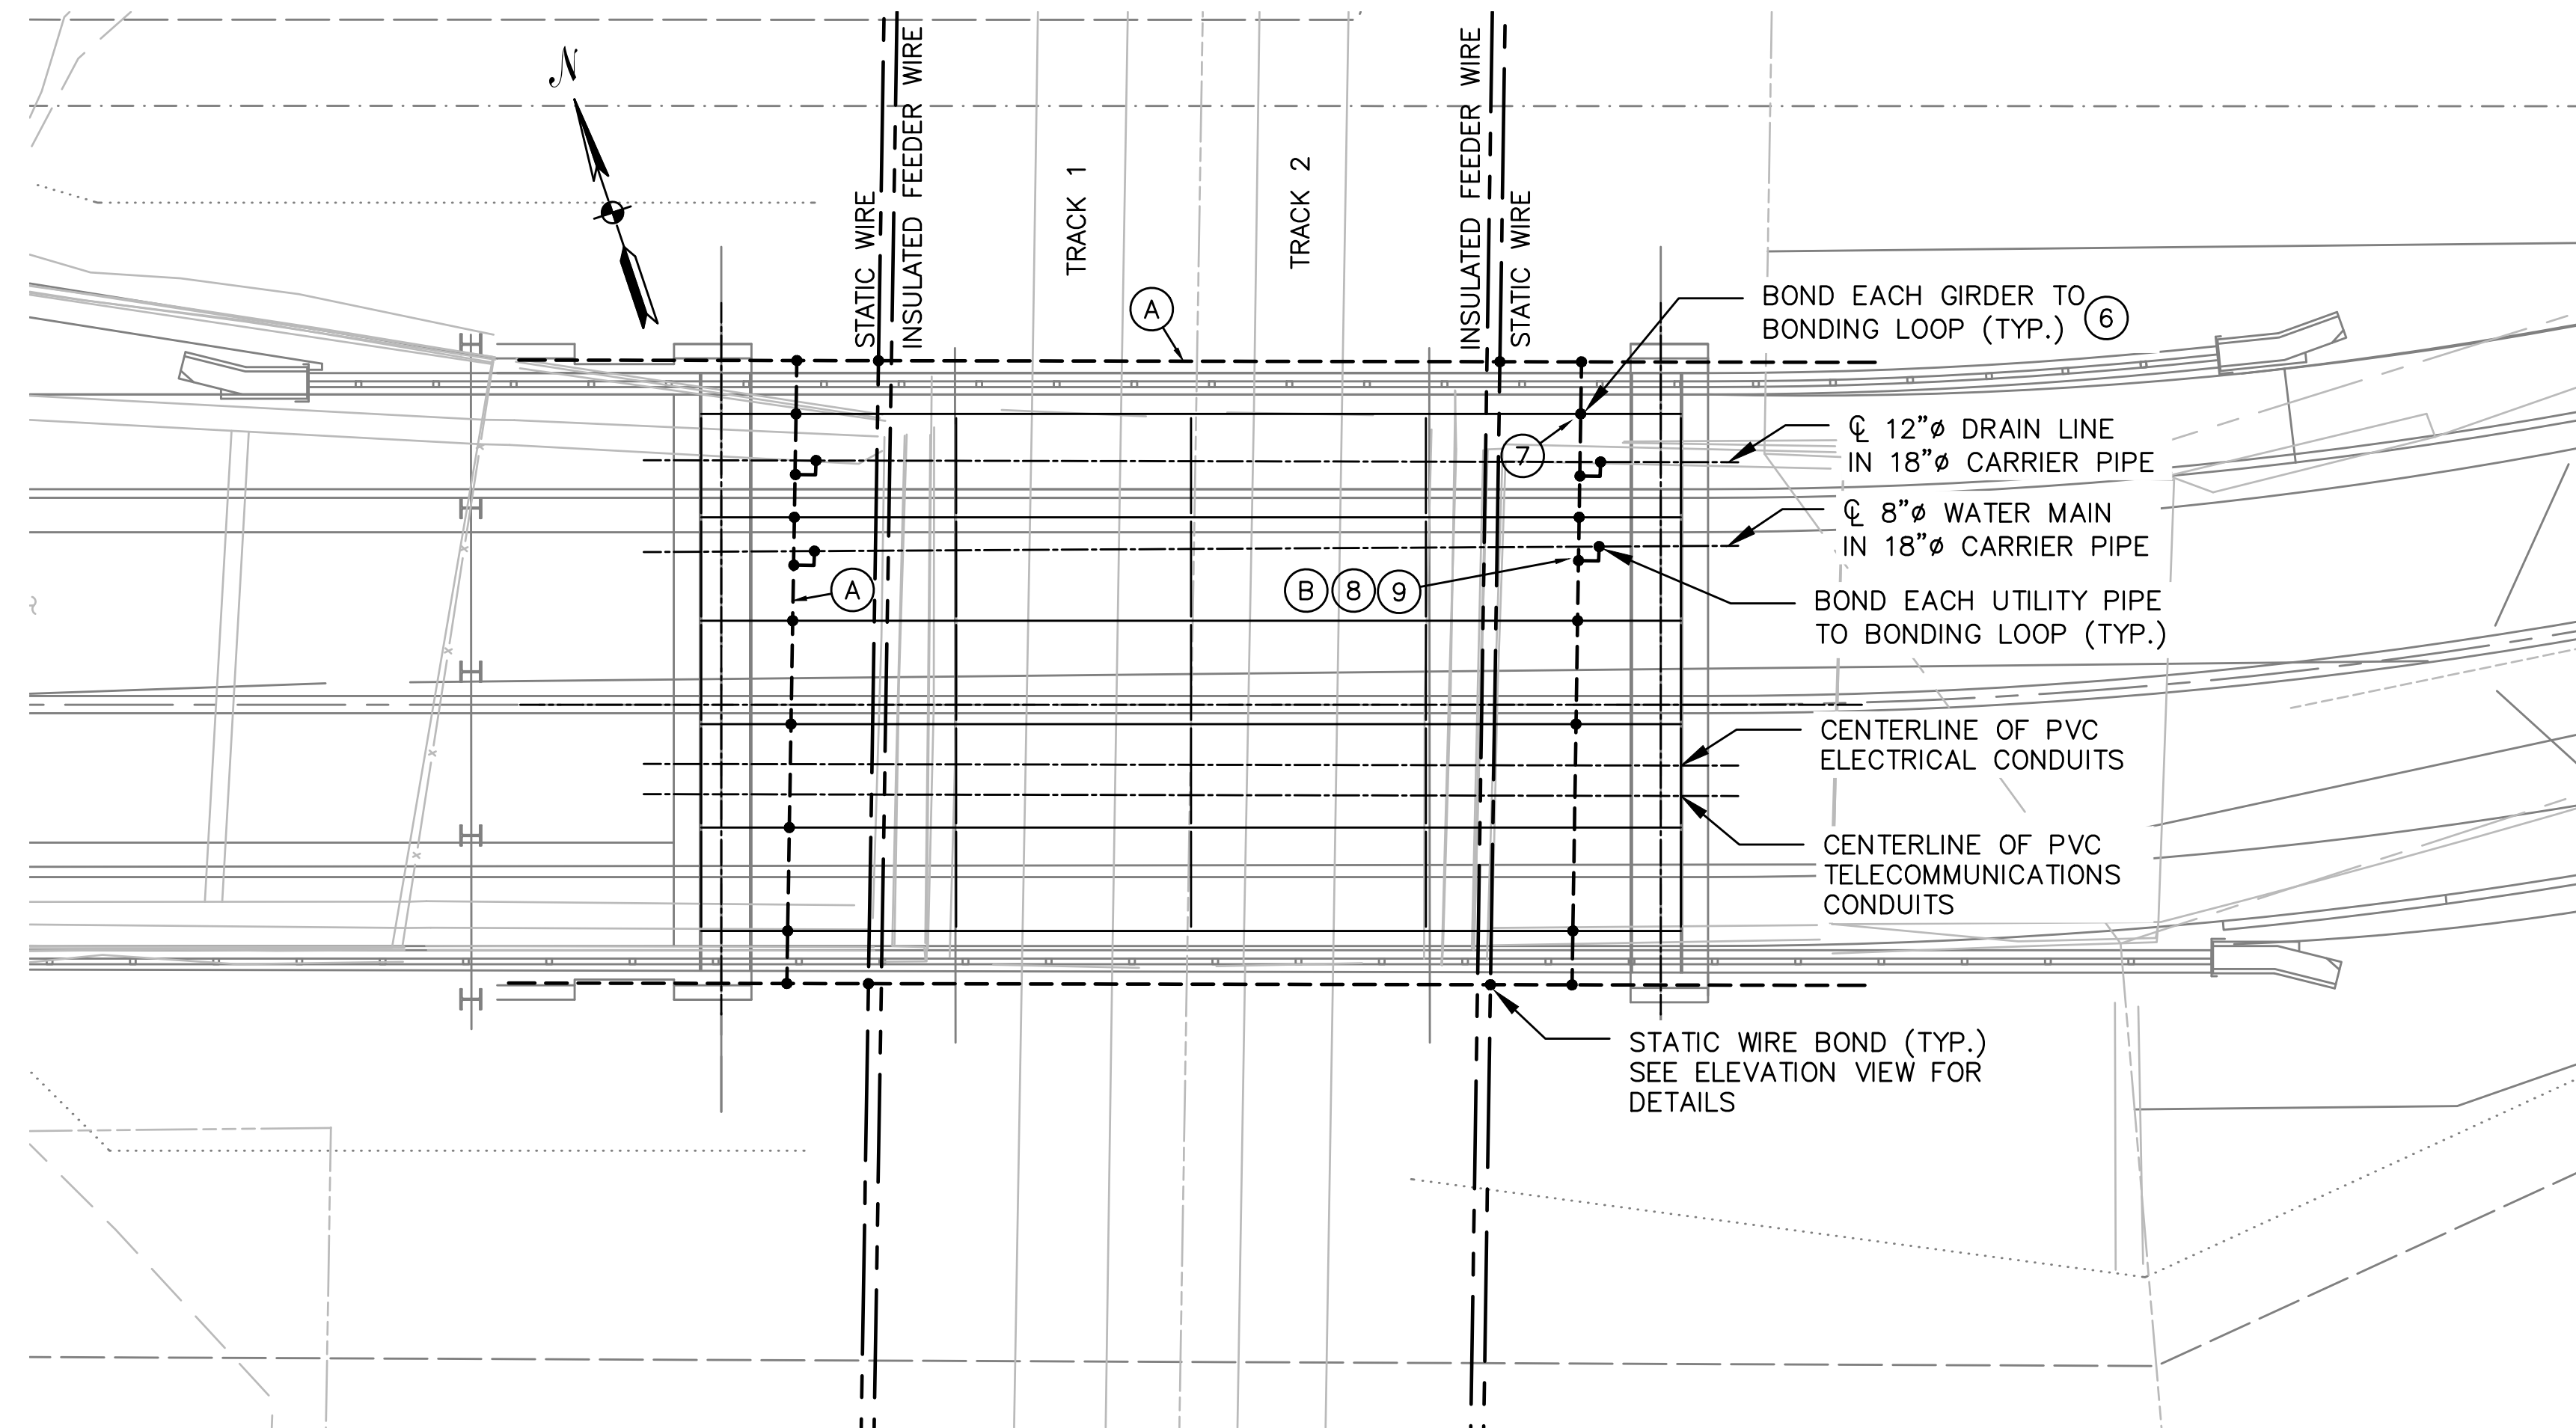 N
STATIC WIRE
INSULATED FEEDER WIRE
TRACK 1
TRACK 2
INSULATED FEEDER WIRE
STATIC WIRE
A
BOND EACH GIRDER TO
BONDING LOOP (TYP.) 6
7
℄ 12"ø DRAIN LINE
IN 18"ø CARRIER PIPE
℄ 8"ø WATER MAIN
IN 18"ø CARRIER PIPE
A
B 8 9
BOND EACH UTILITY PIPE
TO BONDING LOOP (TYP.)
CENTERLINE OF PVC
ELECTRICAL CONDUITS
CENTERLINE OF PVC
TELECOMMUNICATIONS
CONDUITS
STATIC WIRE BOND (TYP.)
SEE ELEVATION VIEW FOR
DETAILS